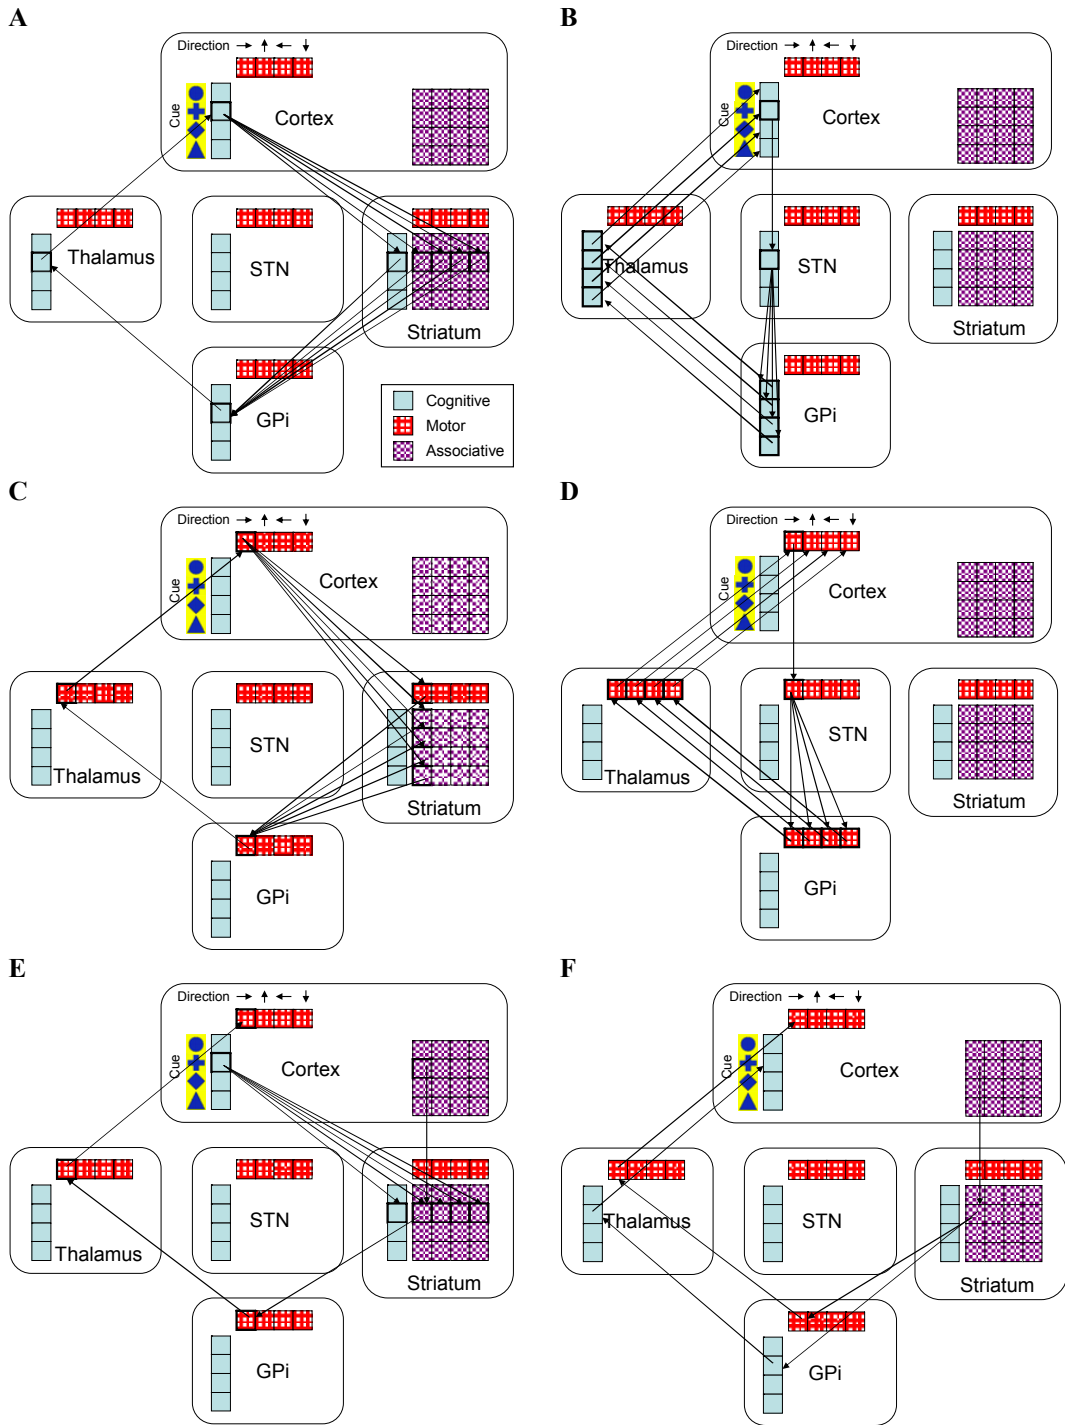 A
Direction
Cue
Cortex
Thalamus
STN
Striatum
GPi
Cognitive
Motor
Associative
B
Direction
Cue
Cortex
Thalamus
STN
Striatum
GPi
C
Direction
Cue
Cortex
Thalamus
STN
Striatum
GPi
D
Direction
Cue
Cortex
Thalamus
STN
Striatum
GPi
E
Direction
Cue
Cortex
Thalamus
STN
Striatum
GPi
F
Direction
Cue
Cortex
Thalamus
STN
Striatum
GPi